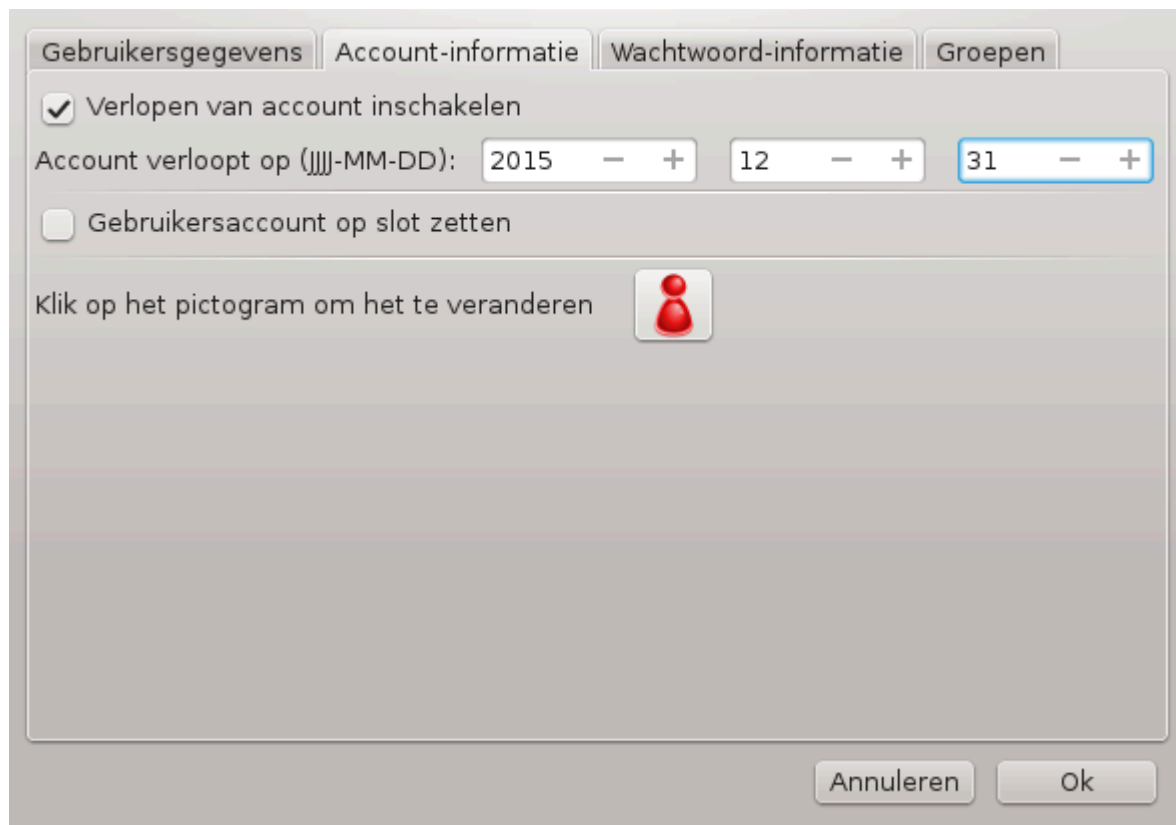 Gebruikersgegevens Account-informatie Wachtwoord-informatie Groepen
Verlopen van account inschakelen
Account verloopt op (JJJJ-MM-DD): 2015 − + 12 − + 31 − +
Gebruikersaccount op slot zetten
Klik op het pictogram om het te veranderen
Annuleren Ok